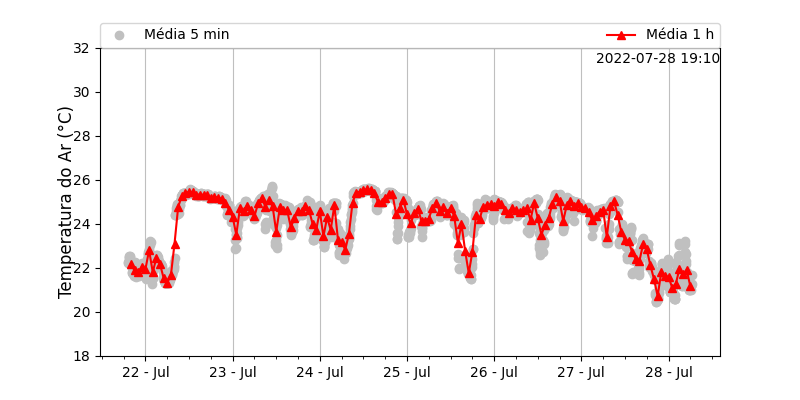 Média 5 min
Média 1 h
2022-07-28 19:10
Temperatura do Ar (°C)
32
30
28
26
24
22
20
18
22 - Jul
23 - Jul
24 - Jul
25 - Jul
26 - Jul
27 - Jul
28 - Jul